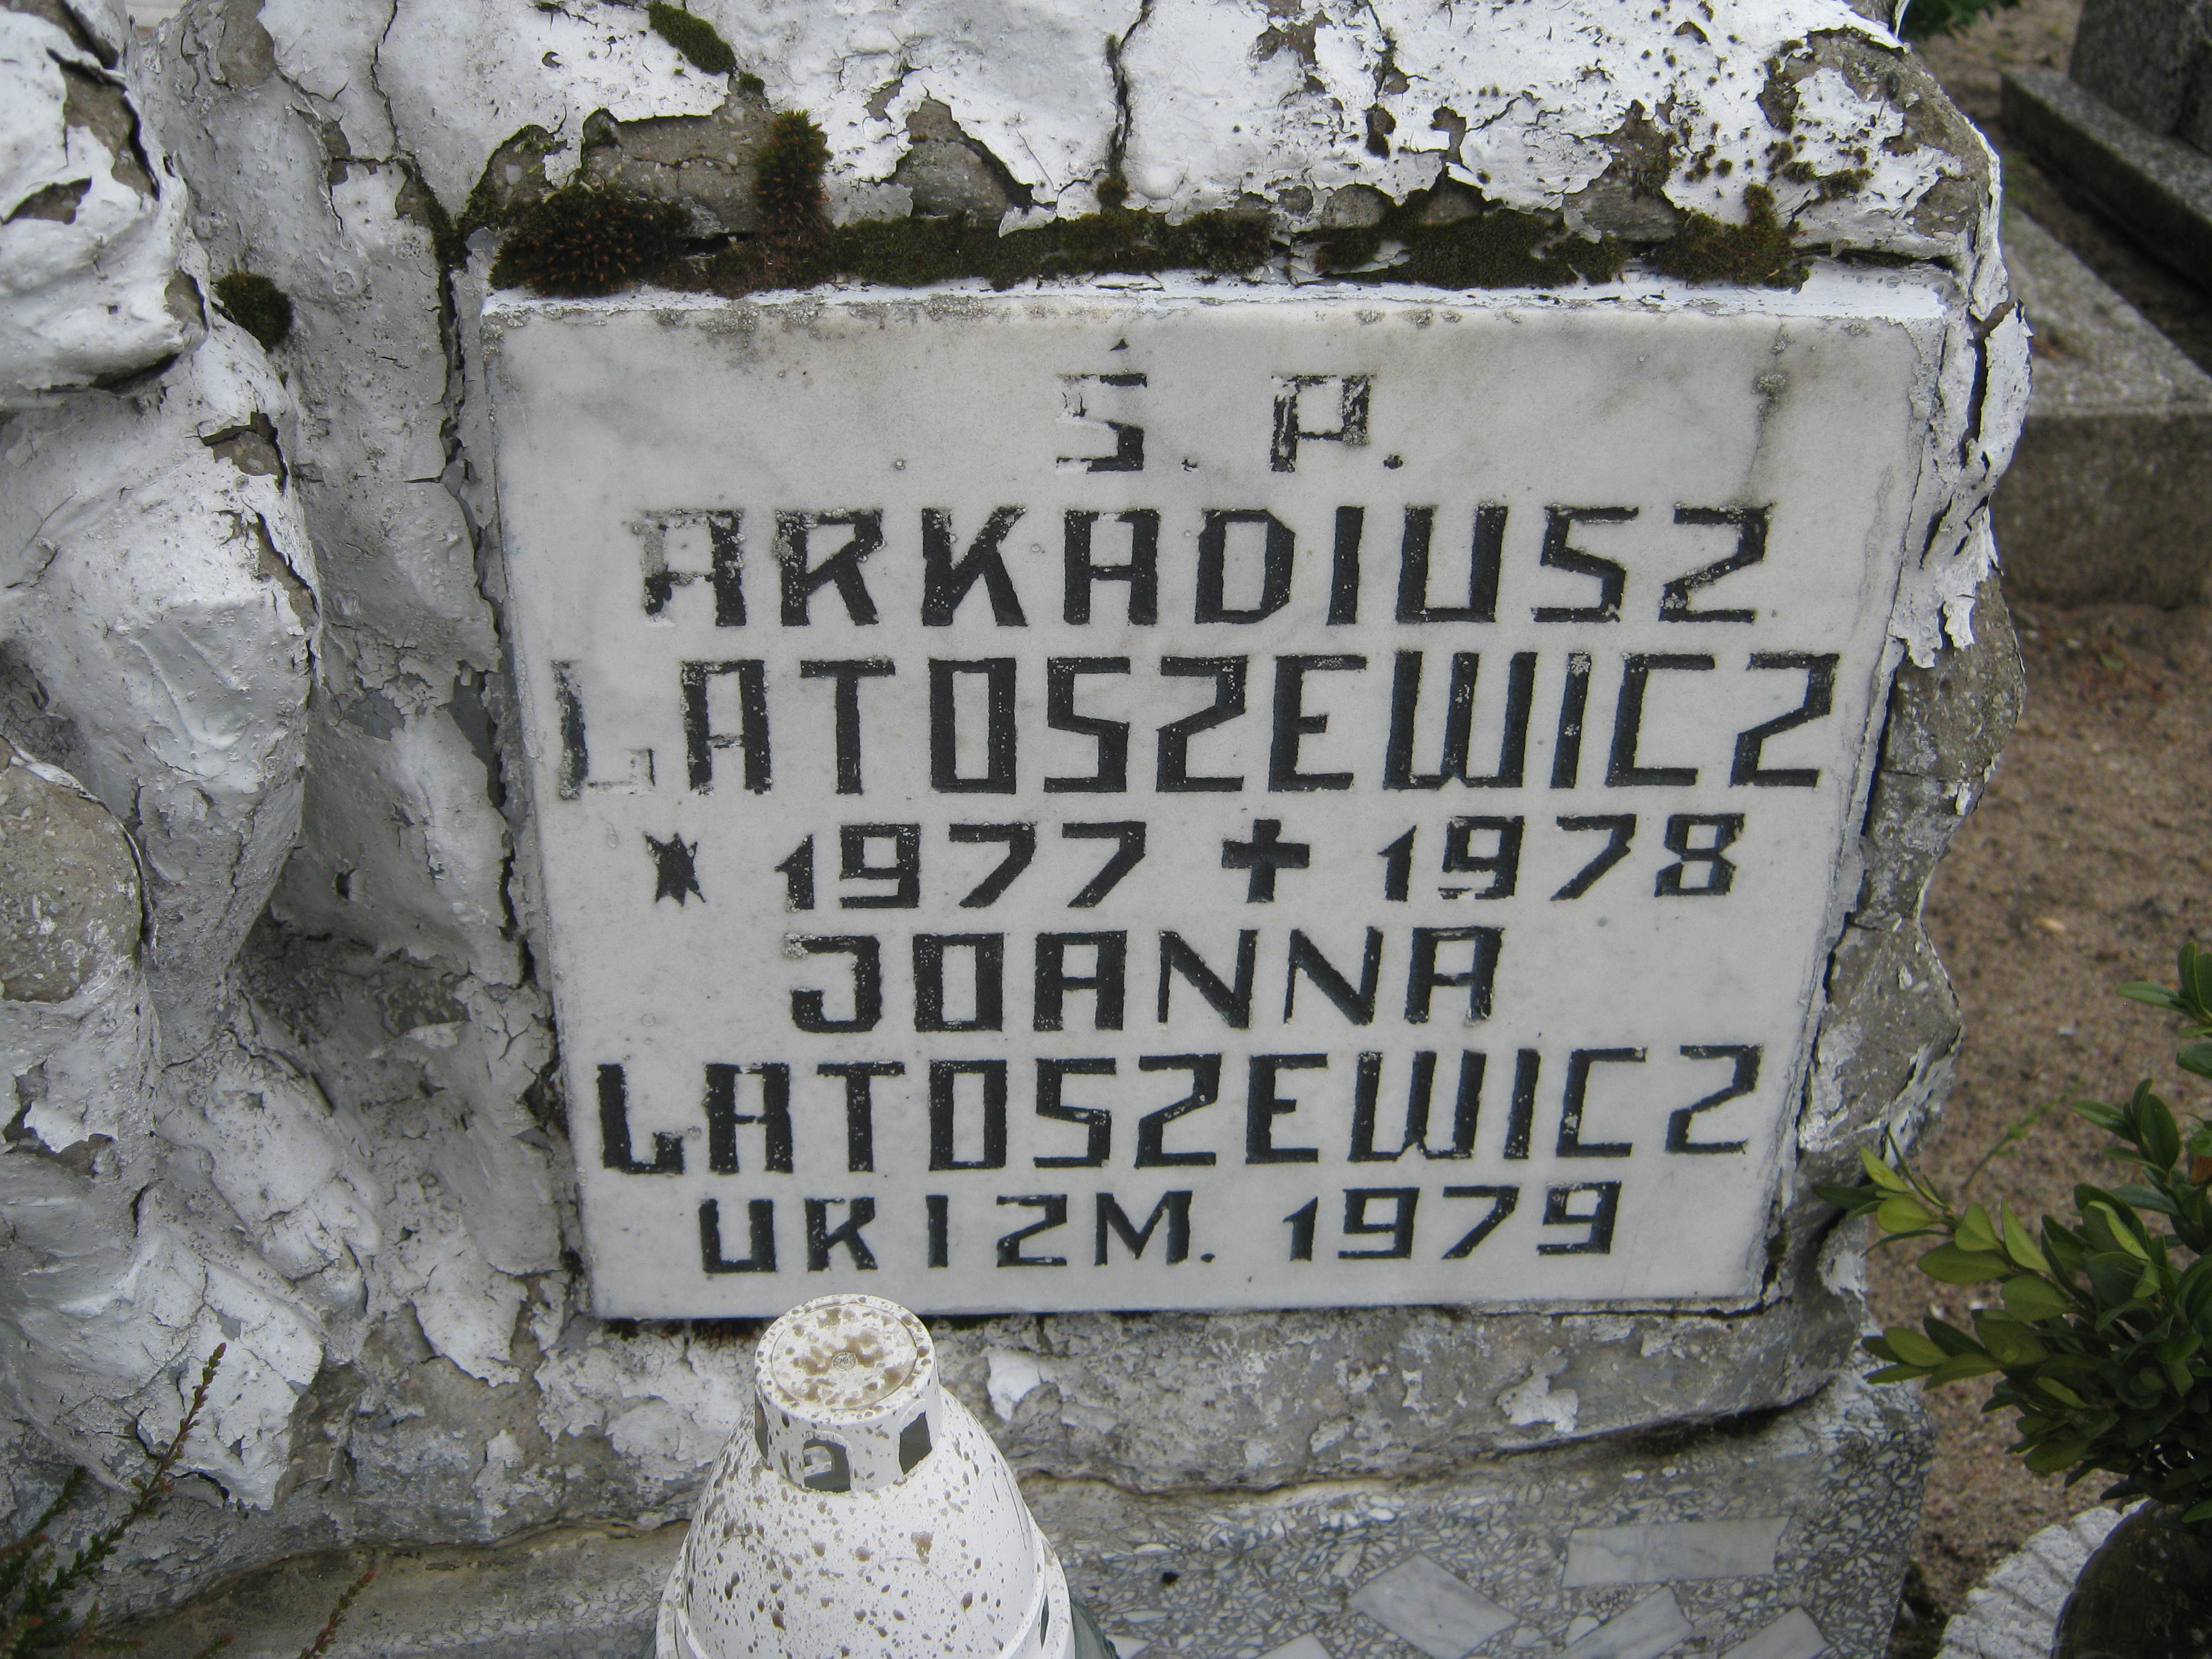 Ś. P.
ARKADIUSZ
LATOSZEWICZ
* 1977 + 1978
JOANNA
LATOSZEWICZ
UR I ZM. 1979